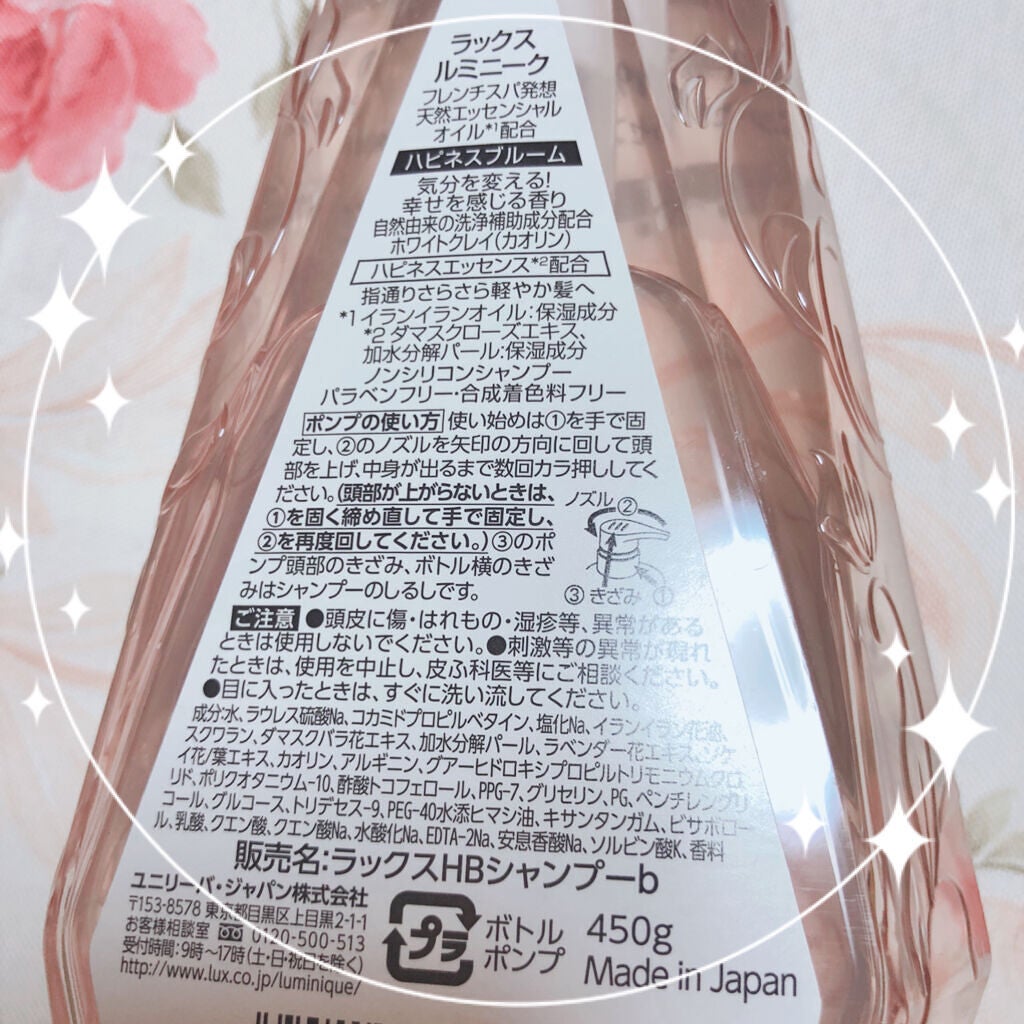 ラックス
ルミニーク
フレンチスパ発想
天然エッセンシャル
オイル*1配合
ハピネスブルーム
気分を変える!
幸せを感じる香り
自然由来の洗浄補助成分配合
ホワイトクレイ(カオリン)
ハピネスエッセンス*2配合
指通りさらさら軽やか髪へ
*1イランイランオイル:保湿成分
*2ダマスクローズエキス、
加水分解パール:保湿成分
ノンシリコンシャンプー
パラベンフリー・合成着色料フリー
ポンプの使い方 使い始めは①を手で固
定し、②のノズルを矢印の方向に回して頭
部を上げ、中身が出るまで数回カラ押ししてく
ださい。(頭部が上がらないときは、
①を固く締め直して手で固定し、
②を再度回してください。)③のポ
ンプ頭部のきざみ、ボトル横のきざ
みはシャンプーのしるしです。
ノズル②
③きざみ ①
ご注意 ●頭皮に傷・はれもの・湿疹等、異常がある
ときは使用しないでください。●刺激等の異常が現れ
たときは、使用を中止し、皮ふ科医等にご相談ください。
●目に入ったときは、すぐに洗い流してください。
成分:水、ラウレス硫酸Na、コカミドプロピルベタイン、塩化Na、イランイラン花油、
スクワラン、ダマスクバラ花エキス、加水分解パール、ラベンダー花エキス、ソケ
イ花/葉エキス、カオリン、アルギニン、グアーヒドロキシプロピルトリモニウムクロ
リド、ポリクオタニウム-10、酢酸トコフェロール、PPG-7、グリセリン、PG、ペンチレングリ
コール、グルコース、トリデセス-9、PEG-40水添ヒマシ油、キサンタンガム、ビサボロー
ル、乳酸、クエン酸、クエン酸Na、水酸化Na、EDTA-2Na、安息香酸Na、ソルビン酸K、香料
販売名:ラックスHBシャンプーb
ユニリーバ・ジャパン株式会社
〒153-8578 東京都目黒区上目黒2-1-1
お客様相談室 0120-500-513
受付時間:9時~17時(土・日・祝日を除く)
http://www.lux.co.jp/luminique/
プラ
ボトル
ポンプ
450g
Made in Japan